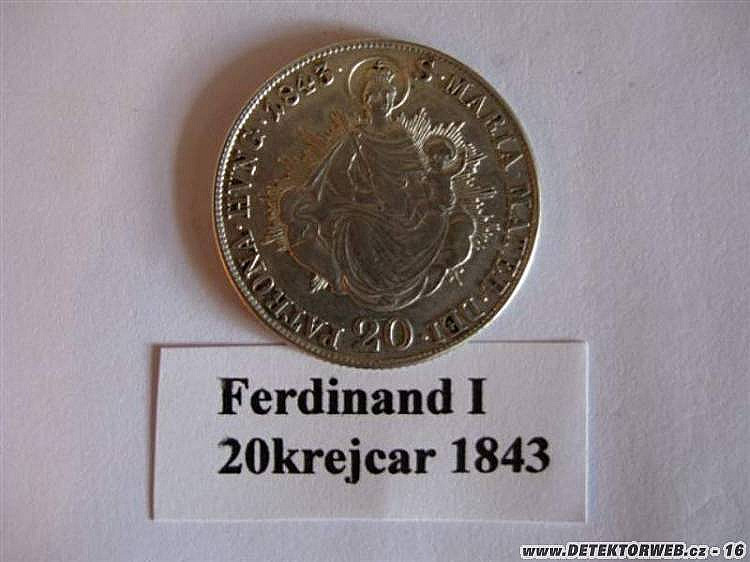 S · MARIA MATER DEI · PATRONA · HVNG · 1843 ·
20
Ferdinand I
20krejcar 1843
www.DETEKTORWEB.cz - 16